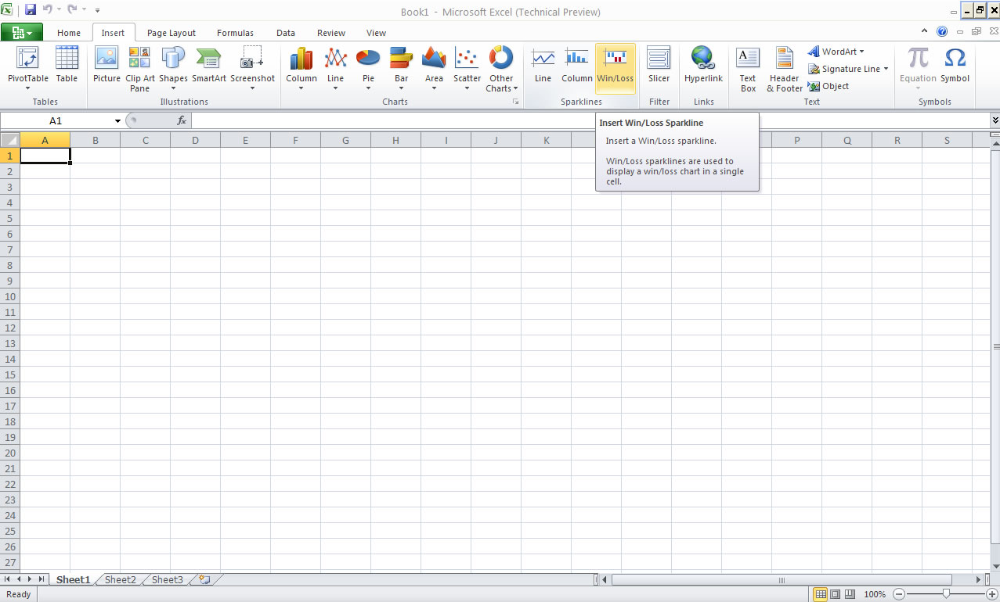 Book1 - Microsoft Excel (Technical Preview)
Home Insert Page Layout Formulas Data Review View
PivotTable Table Picture Clip Art Pane Shapes SmartArt Screenshot Column Line Pie Bar Area Scatter Other Charts Line Column Win/Loss Slicer Hyperlink Text Box Header & Footer WordArt Signature Line Object Equation Symbol
Tables Illustrations Charts Sparklines Filter Links Text Symbols
A1 fx
Insert Win/Loss Sparkline
Insert a Win/Loss sparkline.
Win/Loss sparklines are used to
display a win/loss chart in a single
cell.
A B C D E F G H I J K P Q R S
1
2
3
4
5
6
7
8
9
10
11
12
13
14
15
16
17
18
19
20
21
22
23
24
25
26
27
Sheet1 Sheet2 Sheet3
Ready 100%